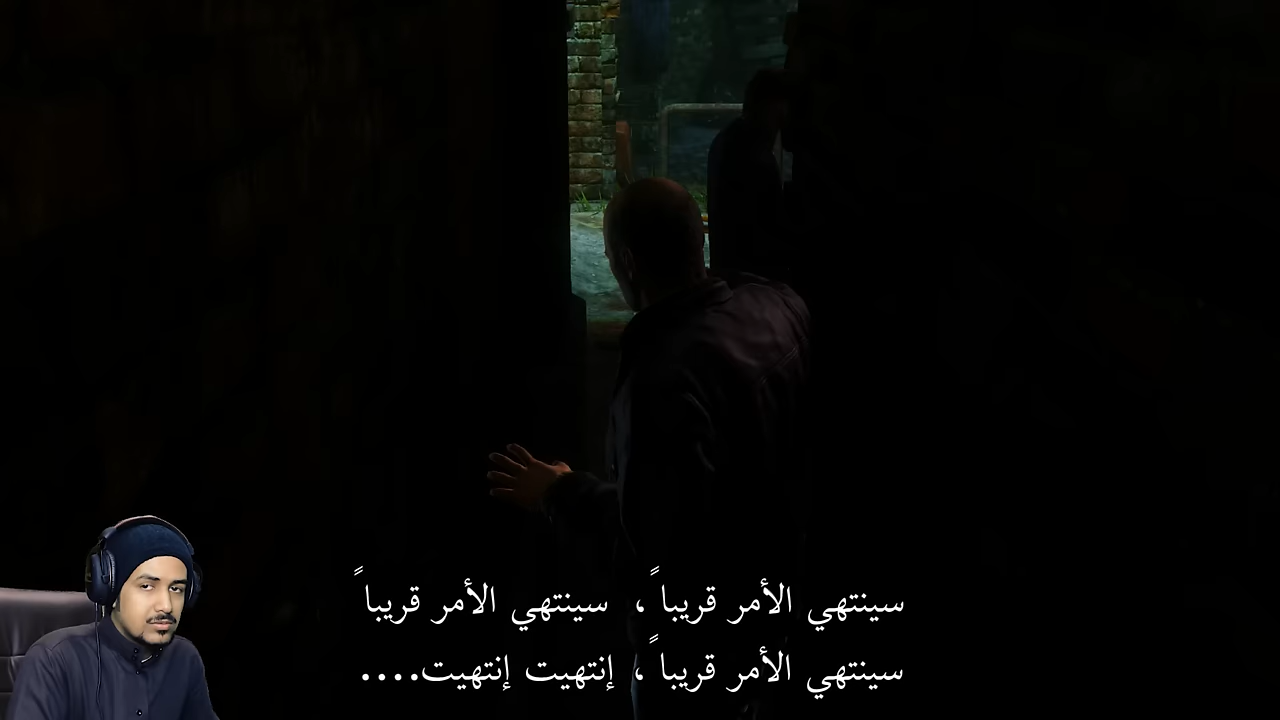 سينتهي الأمر قريباً ، سينتهي الأمر قريباً
سينتهي الأمر قريباً ، إنتهيت إنتهيت....